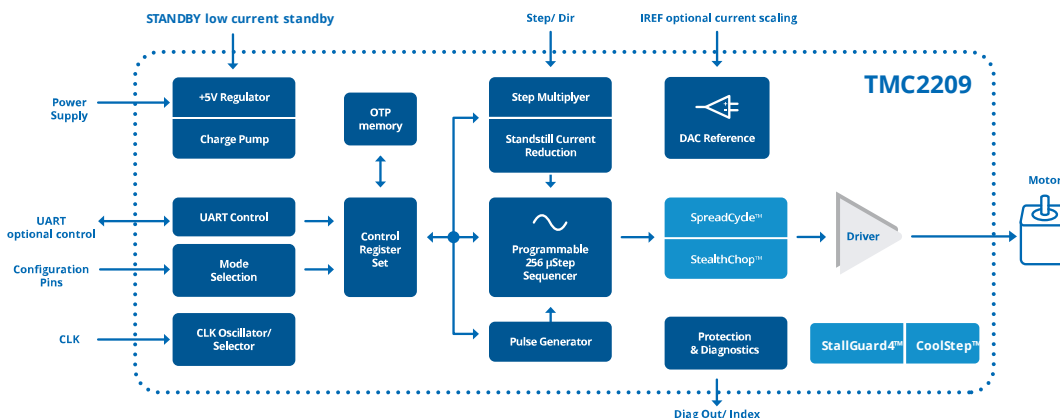 STANDBY low current standby
Step/ Dir
IREF optional current scaling
TMC2209
Power
Supply
+5V Regulator
Charge Pump
OTP
memory
Step Multiplyer
Standstill Current
Reduction
DAC Reference
Motor
UART
optional control
UART Control
Configuration
Pins
Mode
Selection
Control
Register
Set
Programmable
256 µStep
Sequencer
SpreadCycle™
StealthChop™
Driver
CLK
CLK Oscillator/
Selector
Pulse Generator
Protection
& Diagnostics
StallGuard4™
CoolStep™
Diag Out/ Index